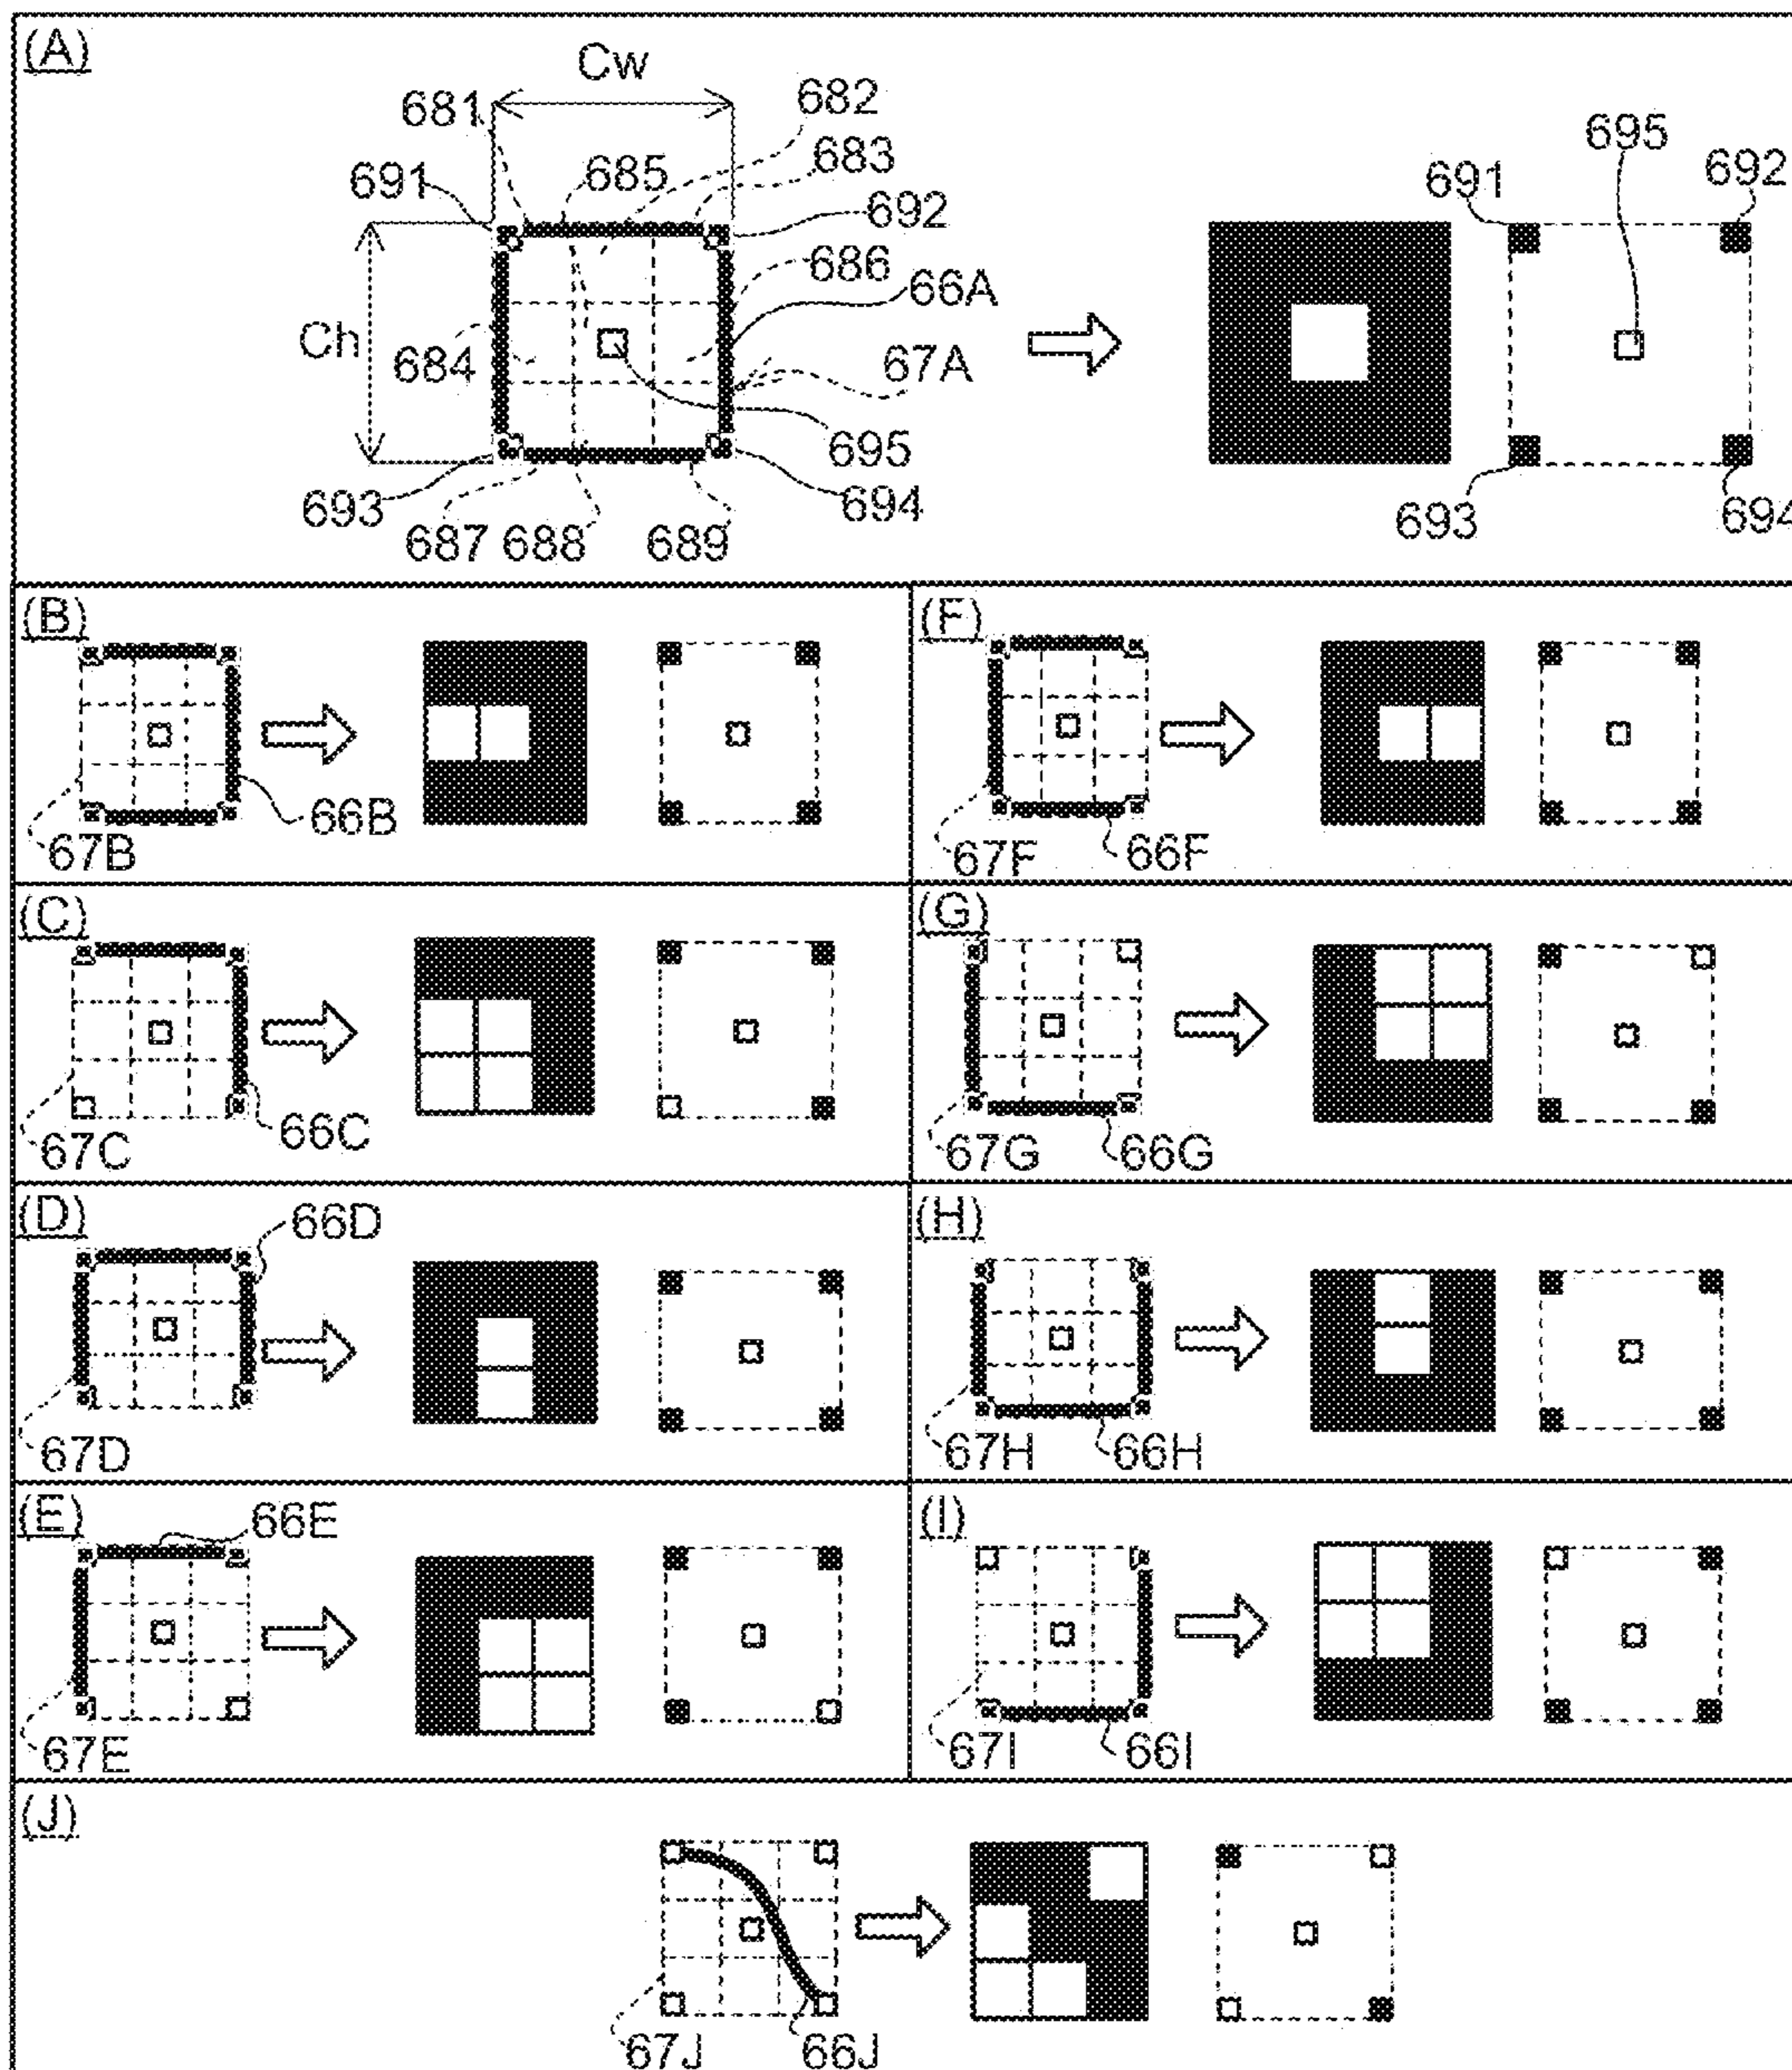 (A)
Cw
681
682
683
685
691
692
695
691
692
686
66A
Ch
684
67A
695
693
694
693
694
687 688 689
(B)
66B
67B
(F)
67F
66F
(C)
66C
67C
(G)
67G
66G
(D)
66D
67D
(H)
67H
66H
(E)
66E
67E
(I)
67I
66I
(J)
67J
66J